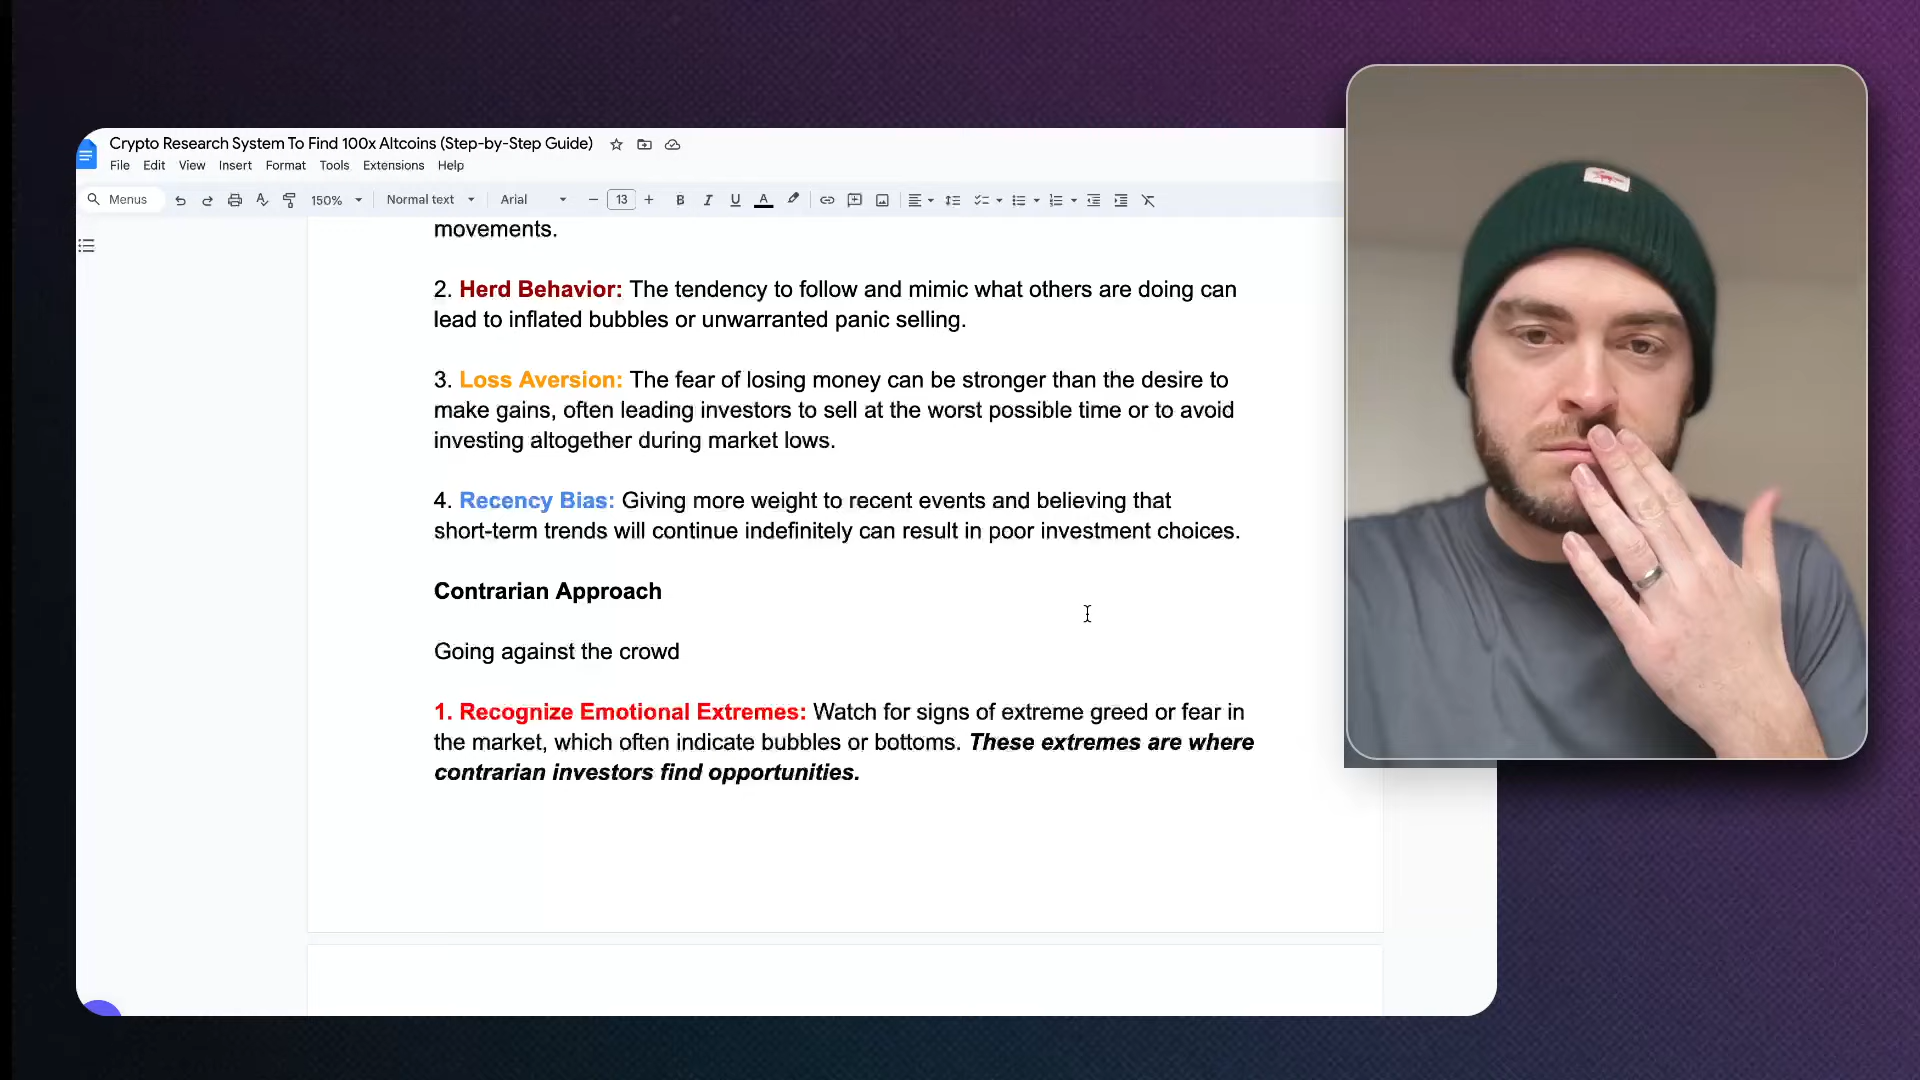 Crypto Research System To Find 100x Altcoins (Step-by-Step Guide)
File Edit View Insert Format Tools Extensions Help
Menus 150% Normal text Arial 13 B I U A
movements.
2. Herd Behavior: The tendency to follow and mimic what others are doing can
lead to inflated bubbles or unwarranted panic selling.
3. Loss Aversion: The fear of losing money can be stronger than the desire to
make gains, often leading investors to sell at the worst possible time or to avoid
investing altogether during market lows.
4. Recency Bias: Giving more weight to recent events and believing that
short-term trends will continue indefinitely can result in poor investment choices.
Contrarian Approach
Going against the crowd
1. Recognize Emotional Extremes: Watch for signs of extreme greed or fear in
the market, which often indicate bubbles or bottoms. These extremes are where
contrarian investors find opportunities.